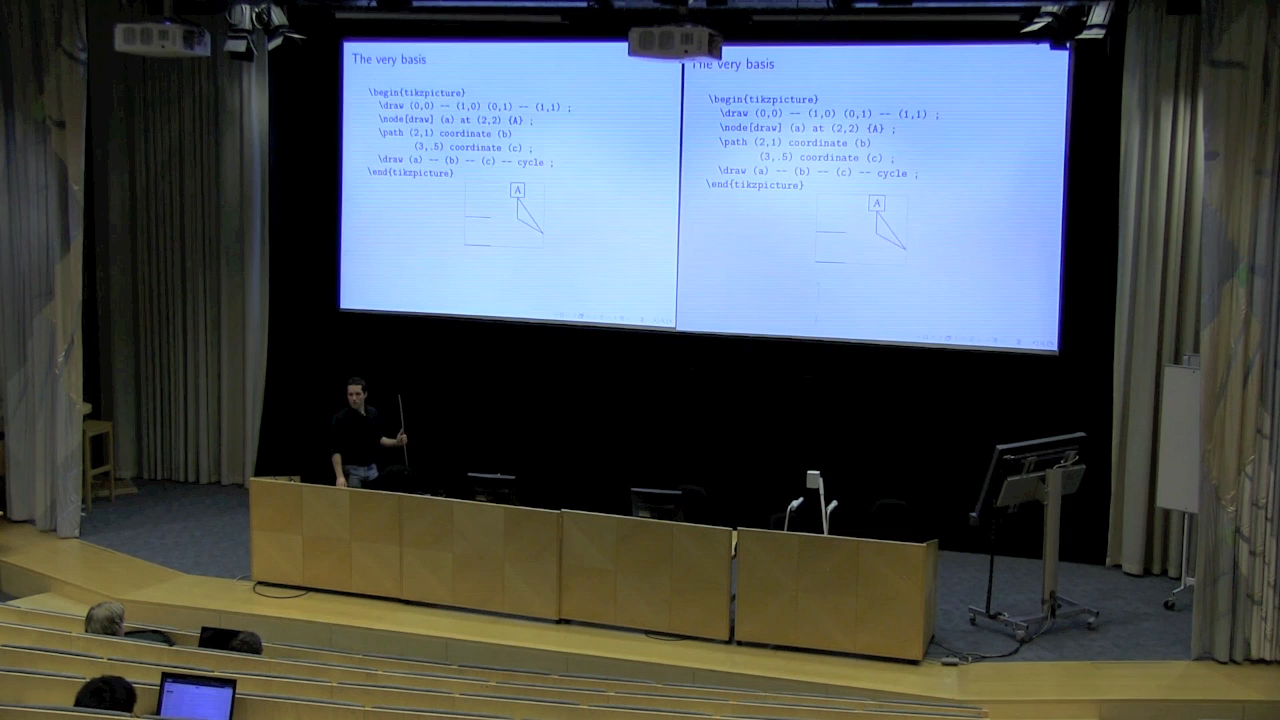 The very basis
\begin{tikzpicture}
\draw (0,0) -- (1,0) (0,1) -- (1,1) ;
\node[draw] (a) at (2,2) {A} ;
\path (2,1) coordinate (b)
(3,.5) coordinate (c) ;
\draw (a) -- (b) -- (c) -- cycle ;
\end{tikzpicture}
A
The very basis
\begin{tikzpicture}
\draw (0,0) -- (1,0) (0,1) -- (1,1) ;
\node[draw] (a) at (2,2) {A} ;
\path (2,1) coordinate (b)
(3,.5) coordinate (c) ;
\draw (a) -- (b) -- (c) -- cycle ;
\end{tikzpicture}
A